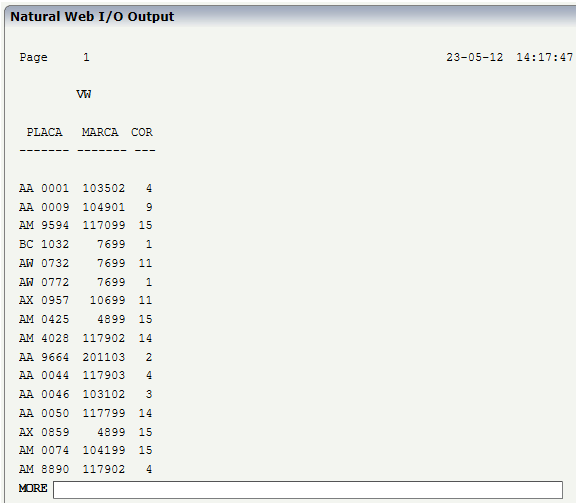 Natural Web I/O Output
Page 1 23-05-12 14:17:47
VW
PLACA MARCA COR
------- ------- ---
AA 0001 103502 4
AA 0009 104901 9
AM 9594 117099 15
BC 1032 7699 1
AW 0732 7699 11
AW 0772 7699 1
AX 0957 10699 11
AM 0425 4899 15
AM 4028 117902 14
AA 9664 201103 2
AA 0044 117903 4
AA 0046 103102 3
AA 0050 117799 14
AX 0859 4899 15
AM 0074 104199 15
AM 8890 117902 4
MORE